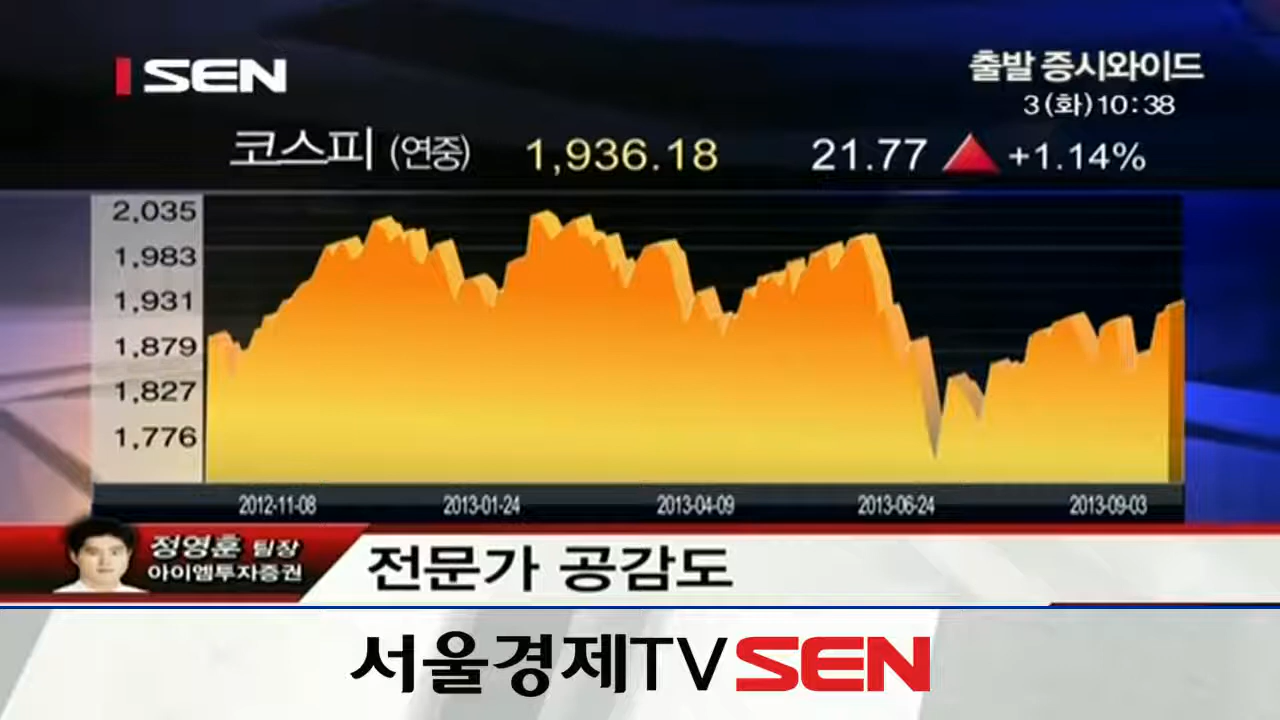 SEN
출발 증시와이드
3(화)10:38
코스피 (연중) 1,936.18 21.77 ▲ +1.14%
2,035
1,983
1,931
1,879
1,827
1,776
2012-11-08 2013-01-24 2013-04-09 2013-06-24 2013-09-03
정영훈 팀장
아이엠투자증권
전문가 공감도
서울경제TV SEN